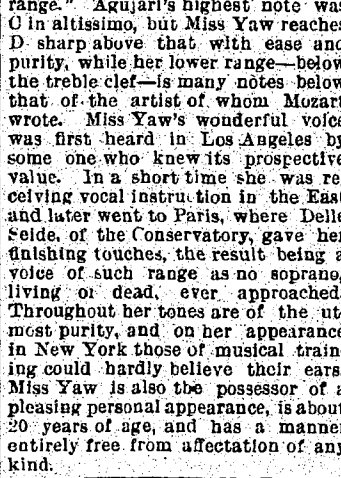 range." Agujari's highest note was
C in altissimo, but Miss Yaw reaches
D sharp above that with ease and
purity, while her lower range—below
the treble clef—is many notes below
that of the artist of whom Mozart
wrote. Miss Yaw's wonderful voice
was first heard in Los Angeles by
some one who knew its prospective
value. In a short time she was re
ceiving vocal instruction in the East
and later went to Paris, where Delle
Seide, of the Conservatory, gave her
finishing touches, the result being a
voice of such range as no soprano,
living or dead, ever approached.
Throughout her tones are of the ut
most purity, and on her appearance
in New York those of musical train
ing could hardly believe their ears.
Miss Yaw is also the possessor of a
pleasing personal appearance, is about
20 years of age, and has a manner
entirely free from affectation of any
kind.